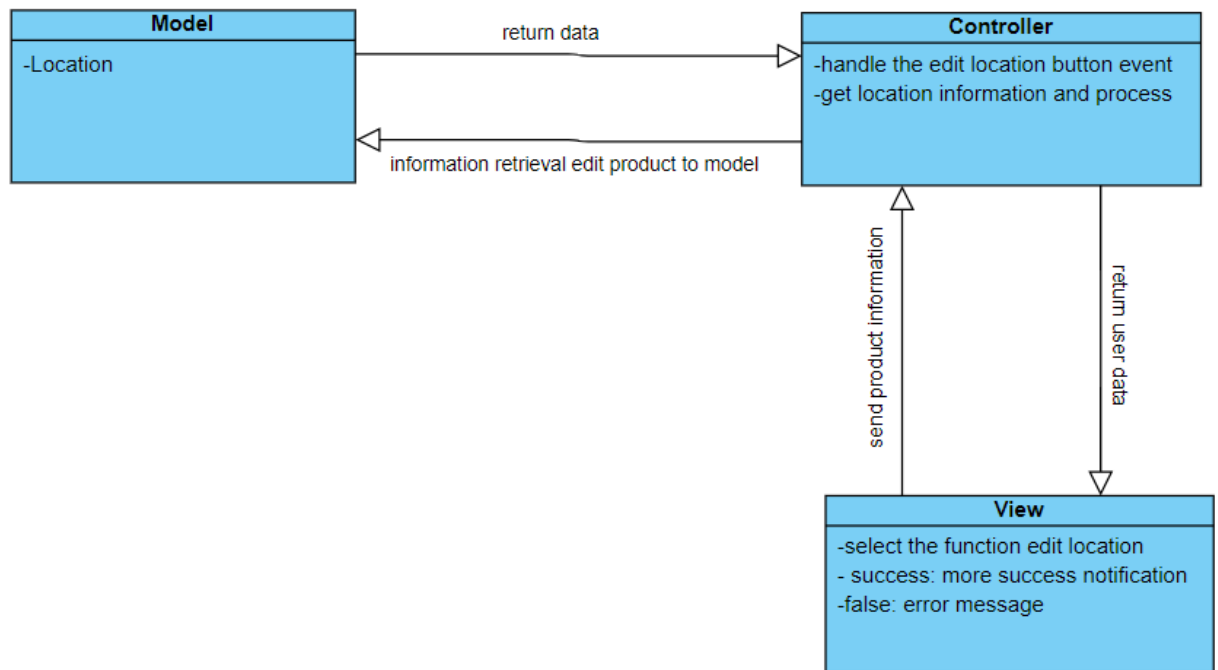 Model
-Location
return data
Controller
-handle the edit location button event
-get location information and process
information retrieval edit product to model
send product information
return user data
View
-select the function edit location
- success: more success notification
-false: error message